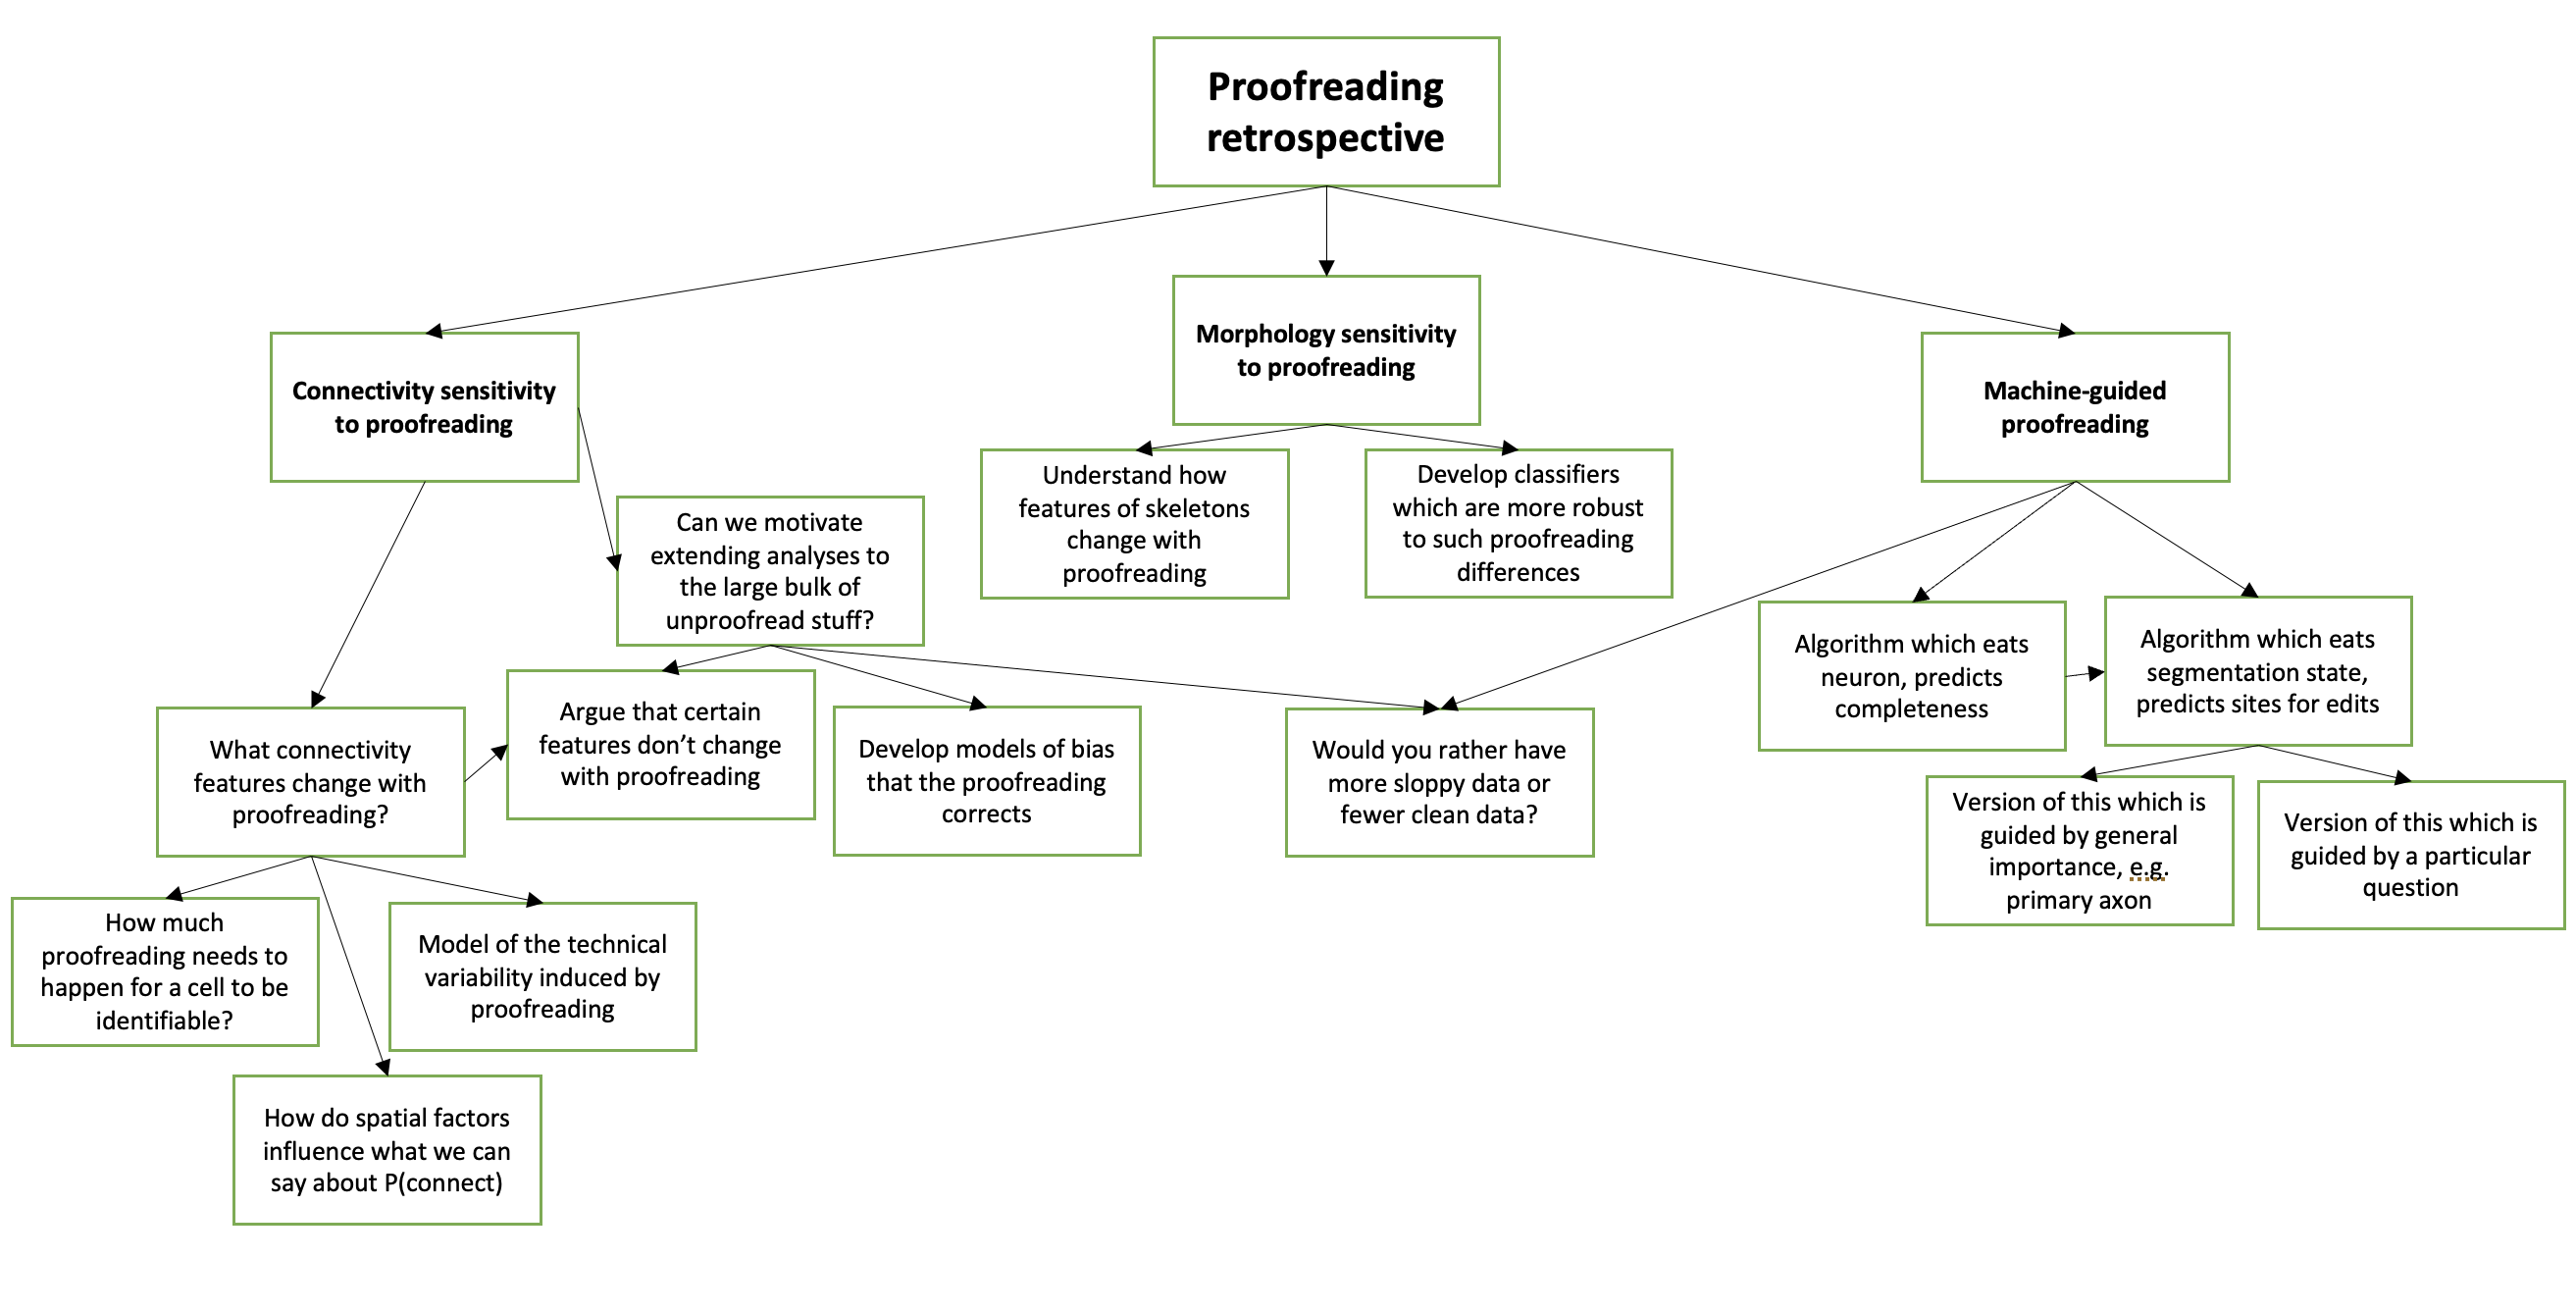 Proofreading
retrospective
Connectivity sensitivity
to proofreading
Morphology sensitivity
to proofreading
Machine-guided
proofreading
Can we motivate
extending analyses to
the large bulk of
unproofread stuff?
Understand how
features of skeletons
change with
proofreading
Develop classifiers
which are more robust
to such proofreading
differences
Algorithm which eats
neuron, predicts
completeness
Algorithm which eats
segmentation state,
predicts sites for edits
What connectivity
features change with
proofreading?
Argue that certain
features don’t change
with proofreading
Develop models of bias
that the proofreading
corrects
Would you rather have
more sloppy data or
fewer clean data?
Version of this which is
guided by general
importance, e.g.
primary axon
Version of this which is
guided by a particular
question
How much
proofreading needs to
happen for a cell to be
identifiable?
Model of the technical
variability induced by
proofreading
How do spatial factors
influence what we can
say about P(connect)